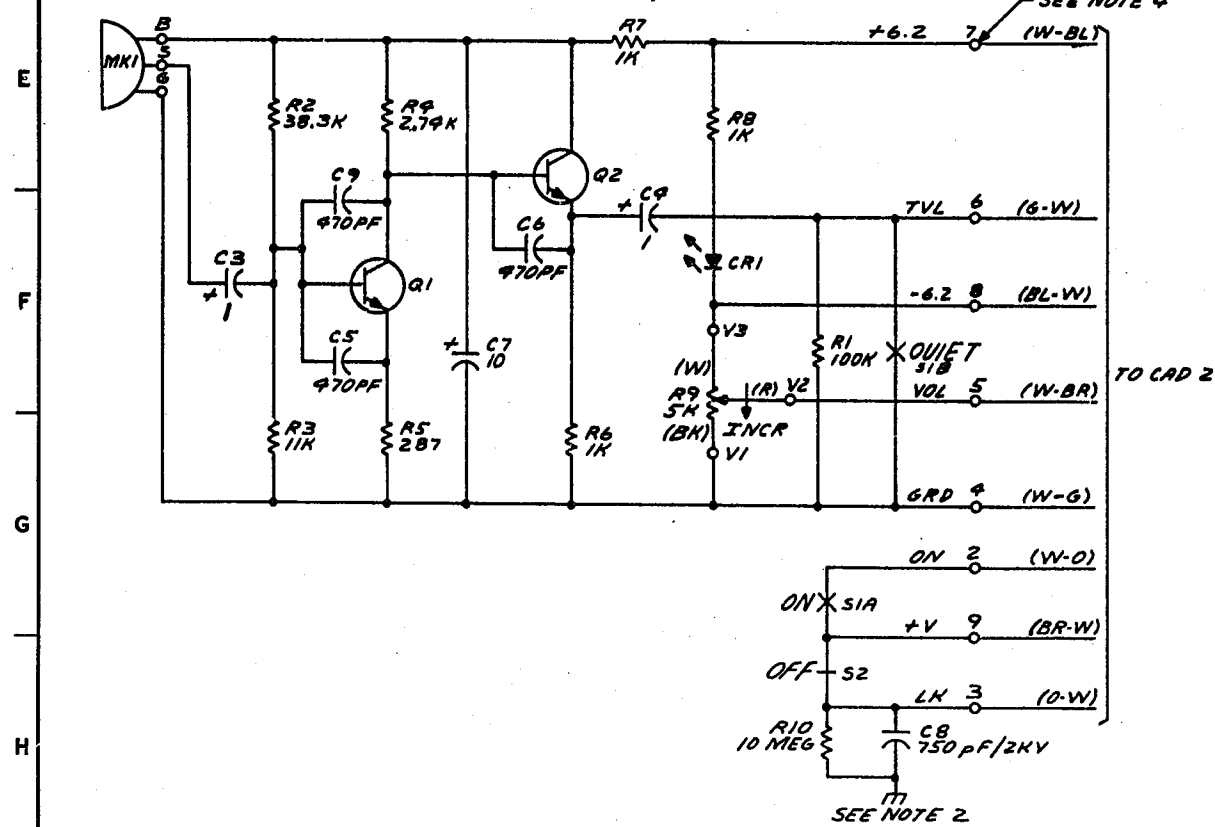 SEE NOTE 4
E
F
G
H
MK1
B
S
G
R2
38.3K
R4
2.74K
R7
1K
+6.2 7 (W-BL)
R8
1K
C9
470PF
Q2
C6
470PF
C4
+
1
TVL 6 (G-W)
C3
+
1
Q1
CR1
-6.2 8 (BL-W)
C5
470PF
+
C7
10
V3
(W)
R9
5K
(BK)
(R) V2
INCR
V1
R1
100K
QUIET
S1B
VOL 5 (W-BR)
TO CAD 2
R3
11K
R5
287
R6
1K
GRD 4 (W-G)
ON 2 (W-O)
ON S1A
+V 9 (BR-W)
OFF S2
LK 3 (O-W)
R10
10 MEG
C8
750pF/2KV
SEE NOTE 2